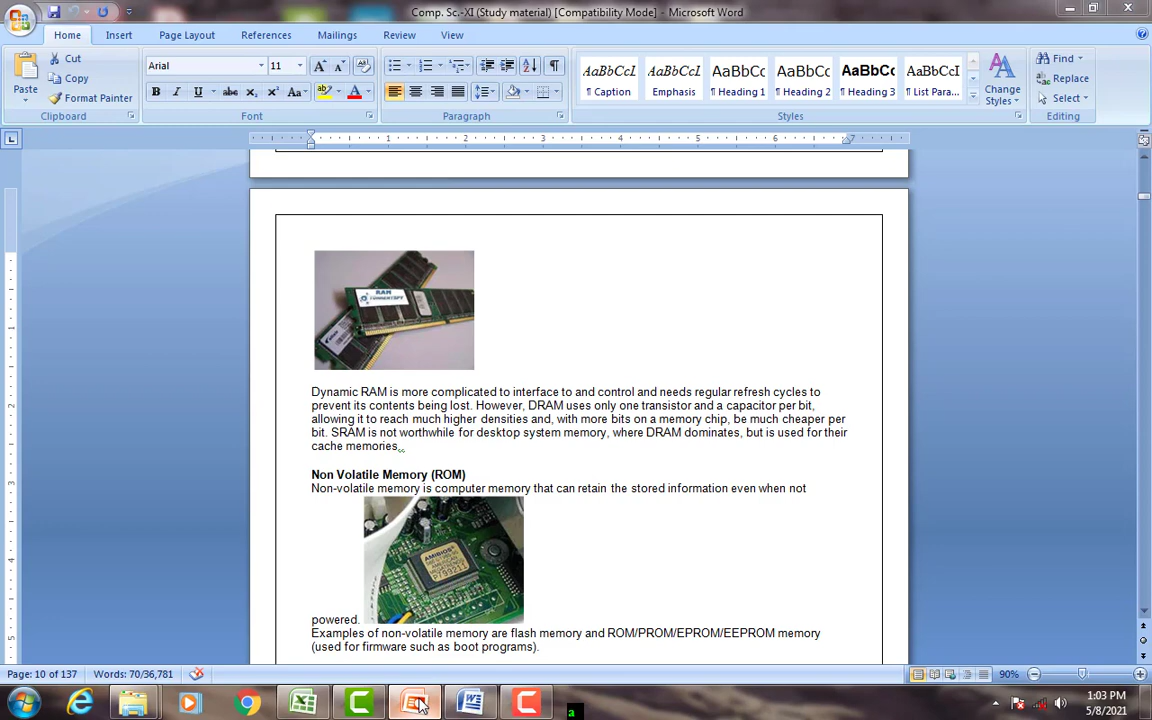 Comp. Sc.-XI (Study material) [Compatibility Mode] - Microsoft Word
Home Insert Page Layout References Mailings Review View
Paste
Cut
Copy
Format Painter
Clipboard
Arial 11
Font
Paragraph
AaBbCcI AaBbCcI AaBbCc AaBbCc AaBbCc AaBbCcI
¶ Caption Emphasis ¶ Heading 1 ¶ Heading 2 ¶ Heading 3 ¶ List Para...
Change Styles
Styles
Find
Replace
Select
Editing
1 2 3 4 5 6 7
RAM
Dynamic RAM is more complicated to interface to and control and needs regular refresh cycles to
prevent its contents being lost. However, DRAM uses only one transistor and a capacitor per bit,
allowing it to reach much higher densities and, with more bits on a memory chip, be much cheaper per
bit. SRAM is not worthwhile for desktop system memory, where DRAM dominates, but is used for their
cache memories.
Non Volatile Memory (ROM)
Non-volatile memory is computer memory that can retain the stored information even when not
AMIBIOS
powered.
Examples of non-volatile memory are flash memory and ROM/PROM/EPROM/EEPROM memory
(used for firmware such as boot programs).
Page: 10 of 137 Words: 70/36,781 90%
1:03 PM
5/8/2021
a